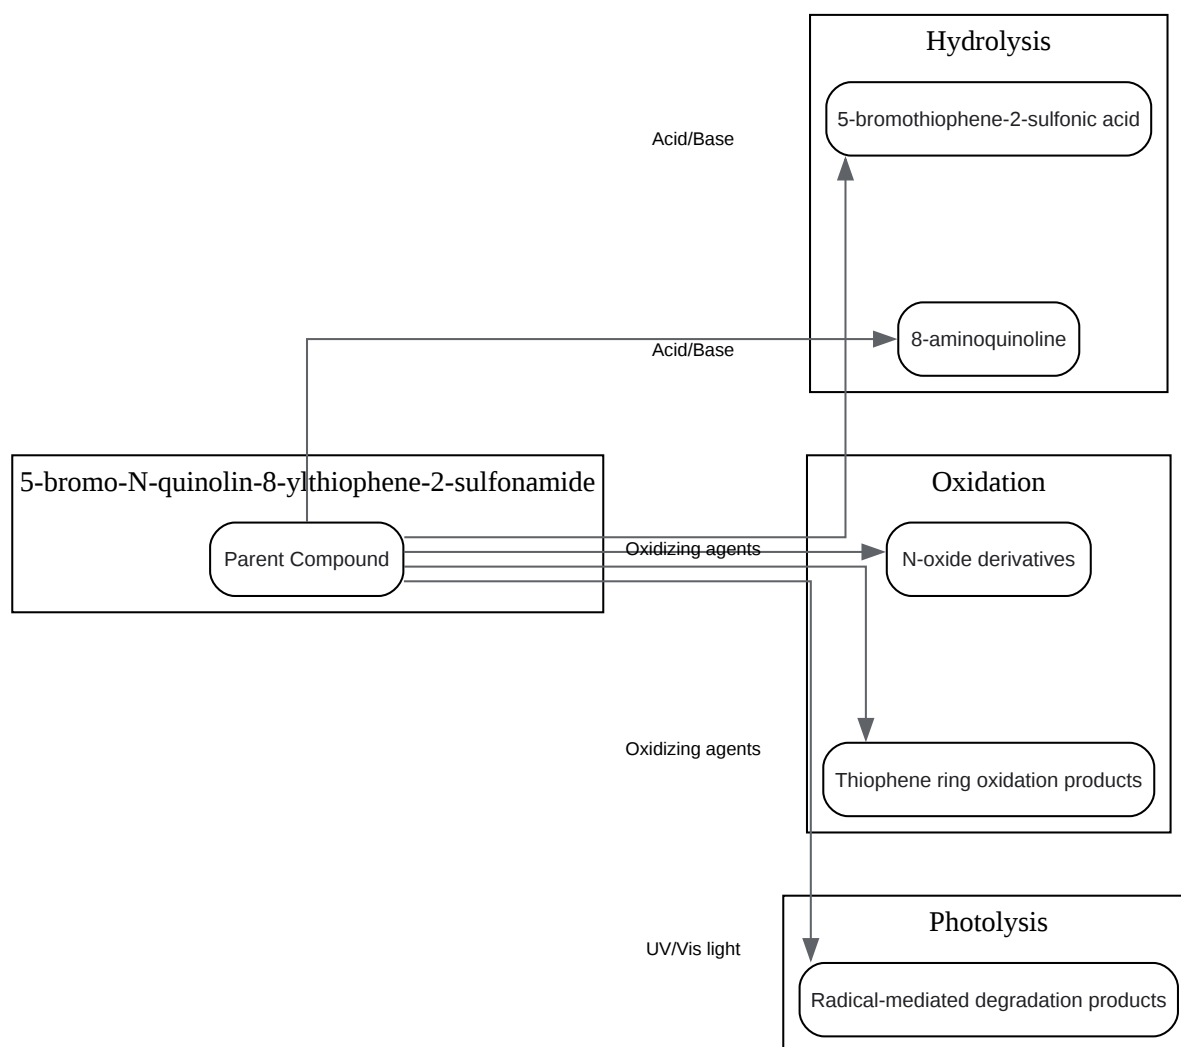 Hydrolysis
5-bromothiophene-2-sulfonic acid
Acid/Base
8-aminoquinoline
Acid/Base
5-bromo-N-quinolin-8-ylthiophene-2-sulfonamide
Oxidation
Parent Compound
Oxidizing agents
N-oxide derivatives
Oxidizing agents
Thiophene ring oxidation products
Photolysis
UV/Vis light
Radical-mediated degradation products